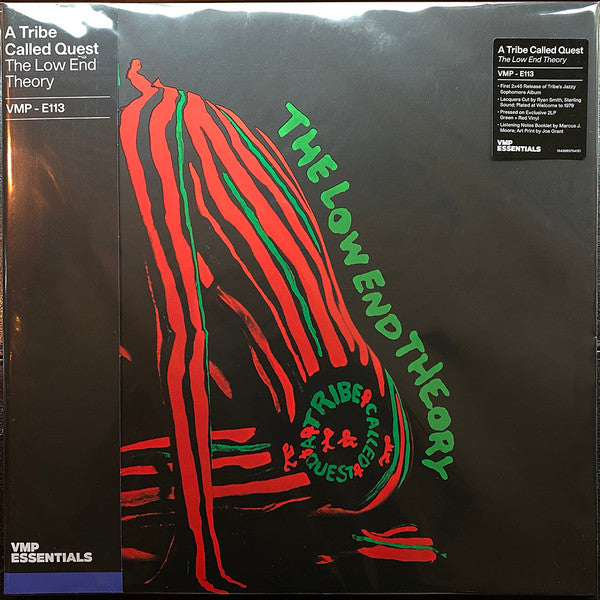 A Tribe
Called Quest
The Low End
Theory
VMP – E113
VMP
ESSENTIALS
THE LOW END THEORY
A TRIBE CALLED QUEST
A Tribe Called Quest
The Low End Theory
VMP – E113
• First 2x45 Release of Tribe's Jazzy
Sophomore Album
• Lacquers Cut by Ryan Smith, Sterling
Sound; Plated at Welcome to 1979
• Pressed on Exclusive 2LP
Green + Red Vinyl
• Listening Notes Booklet by Marcus J.
Moore; Art Print by Joe Grant
VMP
ESSENTIALS